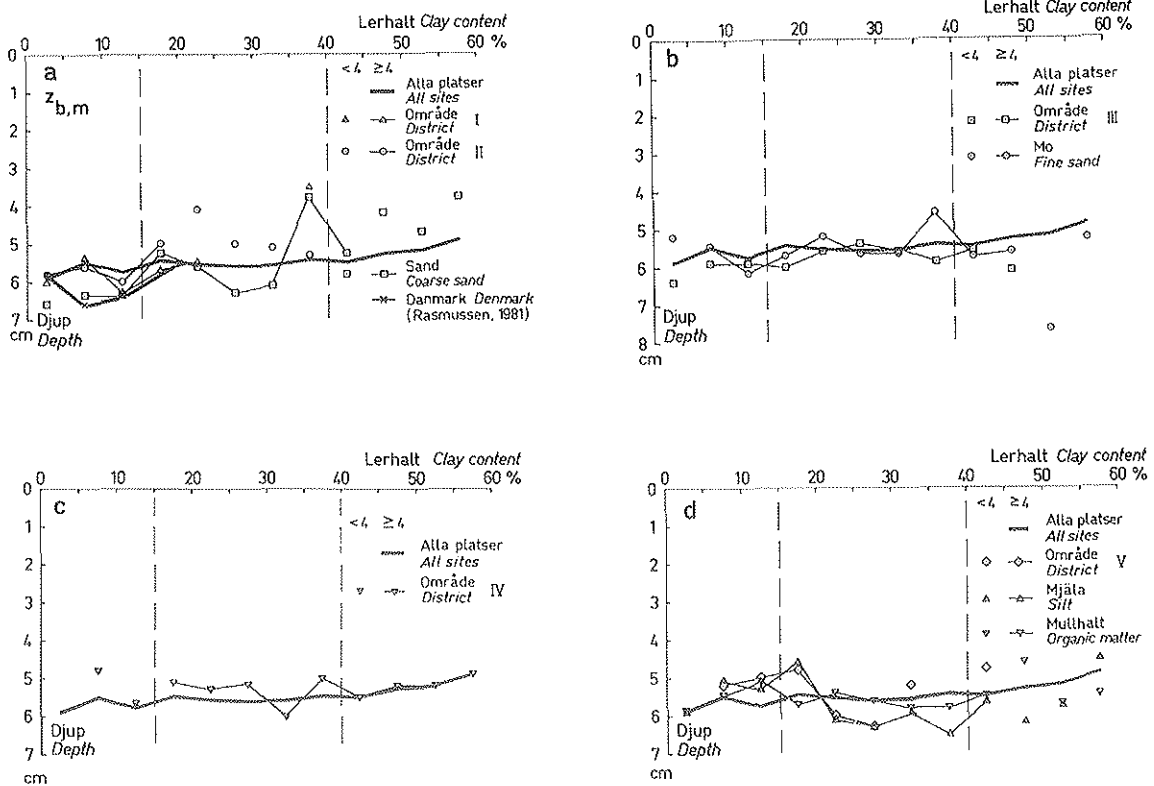 Lerhalt Clay content
0 10 20 30 40 50 60 %
a
z b,m
<4 ≥4
Alla platser
All sites
Område
District I
Område
District II
Sand
Coarse sand
Danmark Denmark
(Rasmussen, 1981)
0
1
2
3
4
5
6
7
cm
Djup
Depth
Lerhalt Clay content
0 10 20 30 40 50 60 %
b
<4 ≥4
Alla platser
All sites
Område
District III
Mo
Fine sand
0
1
2
3
4
5
6
7
8
cm
Djup
Depth
Lerhalt Clay content
0 10 20 30 40 50 60 %
c
<4 ≥4
Alla platser
All sites
Område
District IV
0
1
2
3
4
5
6
7
cm
Djup
Depth
Lerhalt Clay content
0 10 20 30 40 50 60 %
d
<4 ≥4
Alla platser
All sites
Område
District V
Mjäla
Silt
Mullhalt
Organic matter
0
1
2
3
4
5
6
7
cm
Djup
Depth